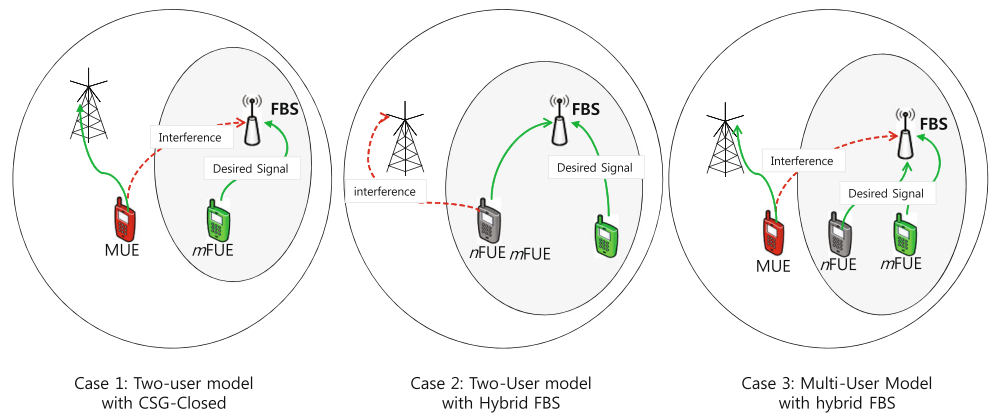 FBS
Interference
Desired Signal
MUE
mFUE
Case 1: Two-user model
with CSG-Closed
FBS
Desired Signal
interference
nFUE mFUE
Case 2: Two-User model
with Hybrid FBS
FBS
Interference
Desired Signal
MUE
nFUE
mFUE
Case 3: Multi-User Model
with hybrid FBS